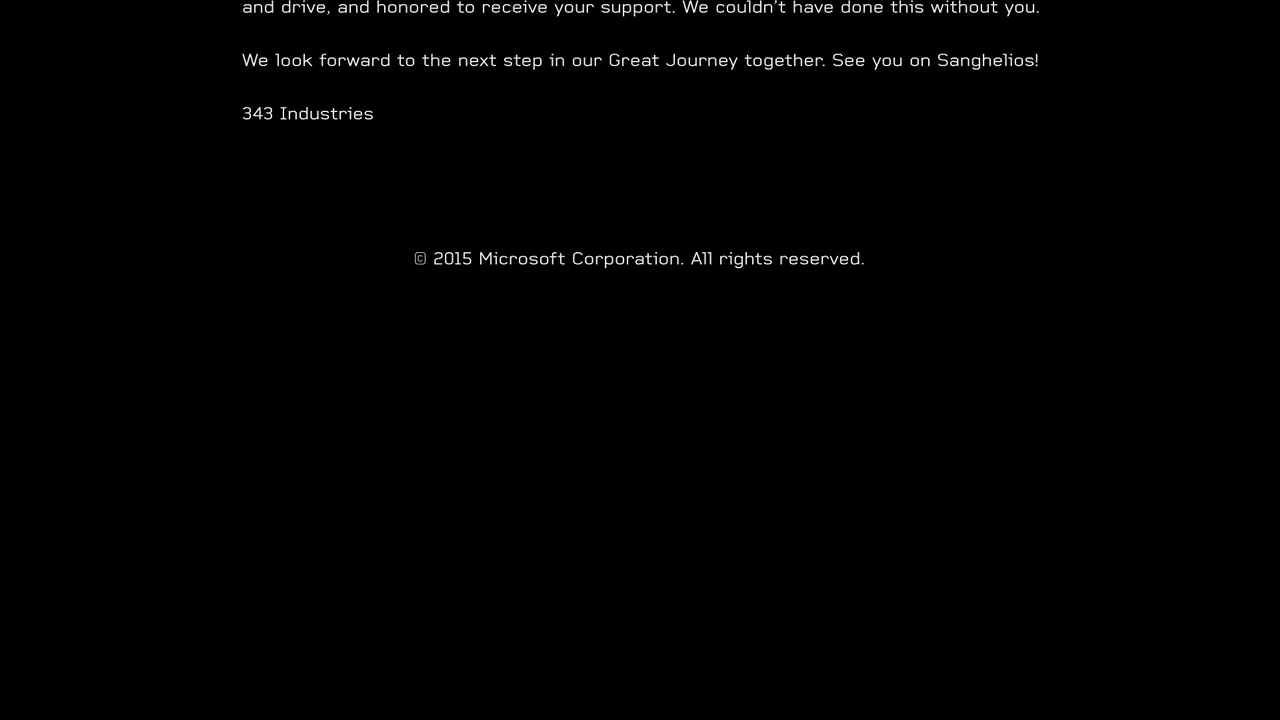 and drive, and honored to receive your support. We couldn’t have done this without you.
We look forward to the next step in our Great Journey together. See you on Sanghelios!
343 Industries
© 2015 Microsoft Corporation. All rights reserved.